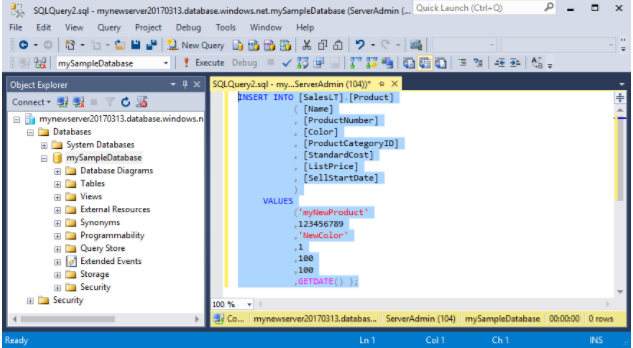 SQLQuery2.sql - mynewserver20170313.database.windows.net.mySampleDatabase (ServerAdmin (...
Quick Launch (Ctrl+Q)
File Edit View Query Project Debug Tools Window Help
New Query
mySampleDatabase
Execute Debug
Object Explorer
SQLQuery2.sql - my...ServerAdmin (104))*
Connect
mynewserver20170313.database.windows.n
Databases
System Databases
mySampleDatabase
Database Diagrams
Tables
Views
External Resources
Synonyms
Programmability
Query Store
Extended Events
Storage
Security
Security
INSERT INTO [SalesLT].[Product]
( [Name]
, [ProductNumber]
, [Color]
, [ProductCategoryID]
, [StandardCost]
, [ListPrice]
, [SellStartDate]
)
VALUES
('myNewProduct'
,123456789
,'NewColor'
,1
,100
,100
,GETDATE() );
100 %
Co... mynewserver20170313.databas... ServerAdmin (104) mySampleDatabase 00:00:00 0 rows
Ready Ln 1 Col 1 Ch 1 INS